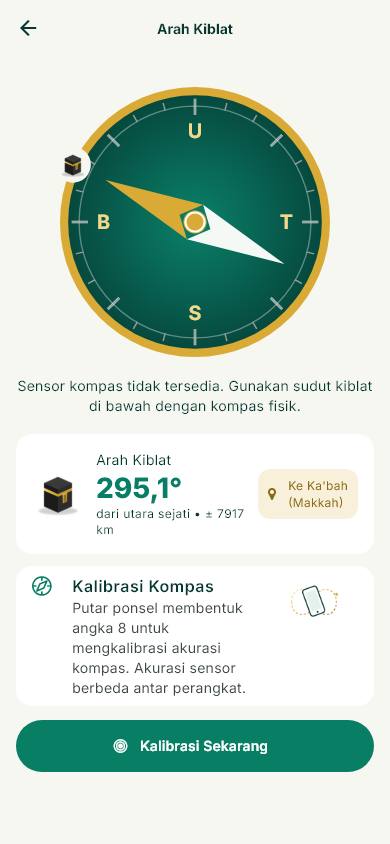 Arah Kiblat
U
B
T
S
Sensor kompas tidak tersedia. Gunakan sudut kiblat
di bawah dengan kompas fisik.
Arah Kiblat
295,1°
dari utara sejati • ± 7917
km
Ke Ka'bah
(Makkah)
Kalibrasi Kompas
Putar ponsel membentuk
angka 8 untuk
mengkalibrasi akurasi
kompas. Akurasi sensor
berbeda antar perangkat.
Kalibrasi Sekarang